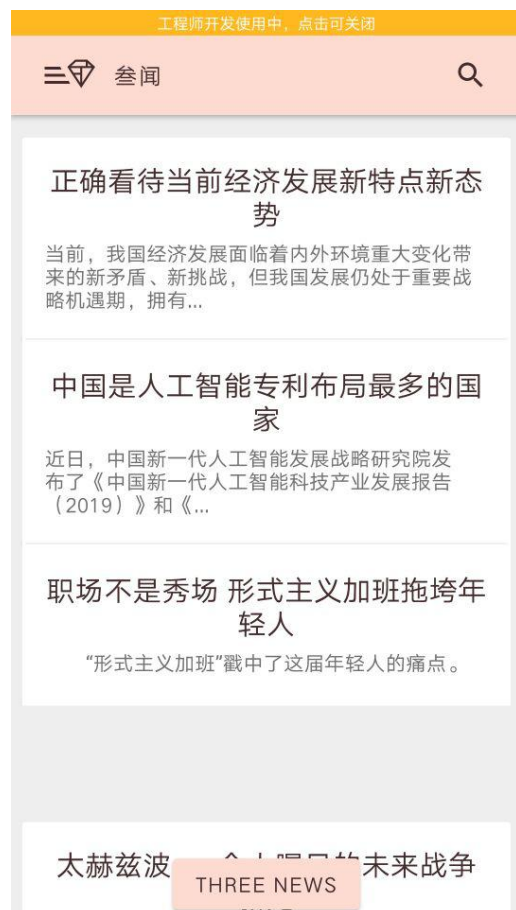 工程师开发使用中，点击可关闭
叁闻
正确看待当前经济发展新特点新态
势
当前，我国经济发展面临着内外环境重大变化带
来的新矛盾、新挑战，但我国发展仍处于重要战
略机遇期，拥有...
中国是人工智能专利布局最多的国
家
近日，中国新一代人工智能发展战略研究院发
布了《中国新一代人工智能科技产业发展报告
（2019）》和《...
职场不是秀场 形式主义加班拖垮年
轻人
“形式主义加班”戳中了这届年轻人的痛点。
太赫兹波 未来战争
THREE NEWS